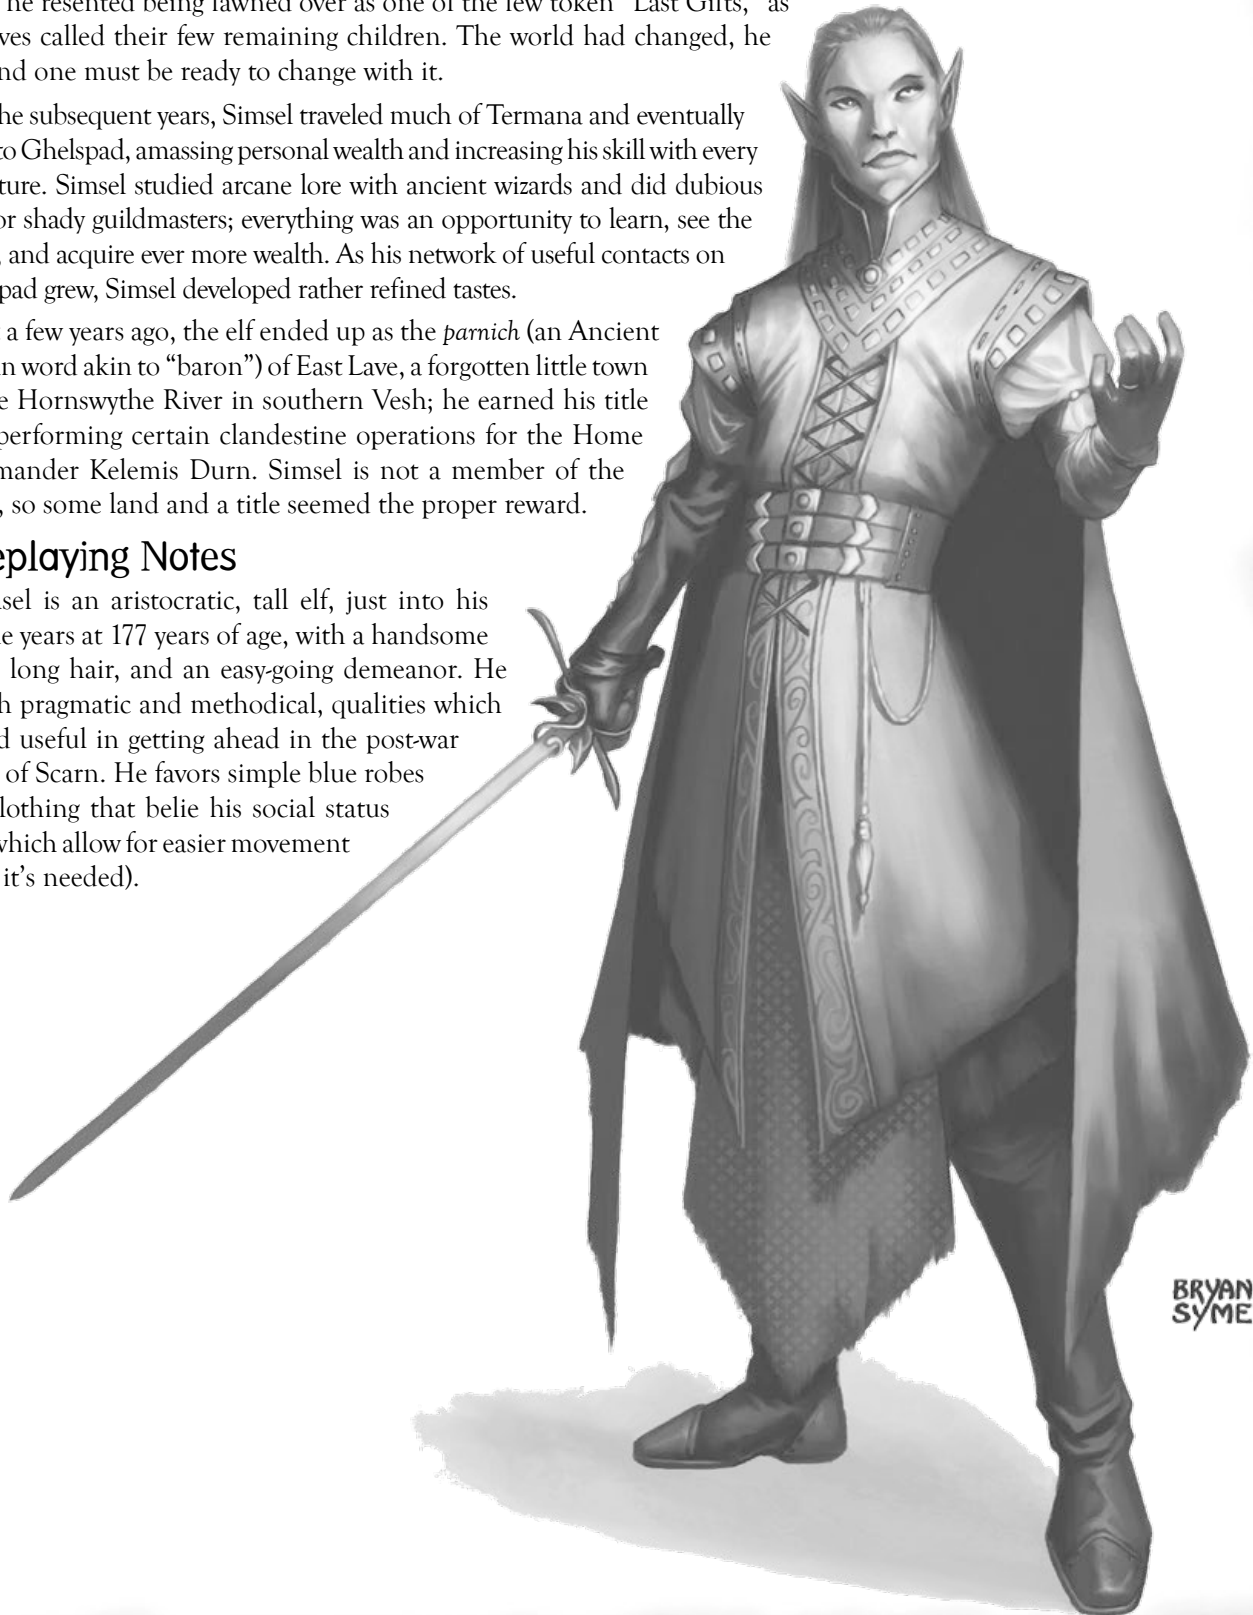 he resented being fawned over as one of the few token “Last Gifts,” as
ves called their few remaining children. The world had changed, he
nd one must be ready to change with it.
he subsequent years, Simsel traveled much of Termana and eventually
to Ghelspad, amassing personal wealth and increasing his skill with every
ture. Simsel studied arcane lore with ancient wizards and did dubious
or shady guildmasters; everything was an opportunity to learn, see the
, and acquire ever more wealth. As his network of useful contacts on
pad grew, Simsel developed rather refined tastes.
a few years ago, the elf ended up as the parnich (an Ancient
n word akin to “baron”) of East Lave, a forgotten little town
e Hornswythe River in southern Vesh; he earned his title
performing certain clandestine operations for the Home
mander Kelemis Durn. Simsel is not a member of the
, so some land and a title seemed the proper reward.
eplaying Notes
sel is an aristocratic, tall elf, just into his
e years at 177 years of age, with a handsome
long hair, and an easy-going demeanor. He
h pragmatic and methodical, qualities which
d useful in getting ahead in the post-war
of Scarn. He favors simple blue robes
lothing that belie his social status
which allow for easier movement
it’s needed).
BRYAN
SYME